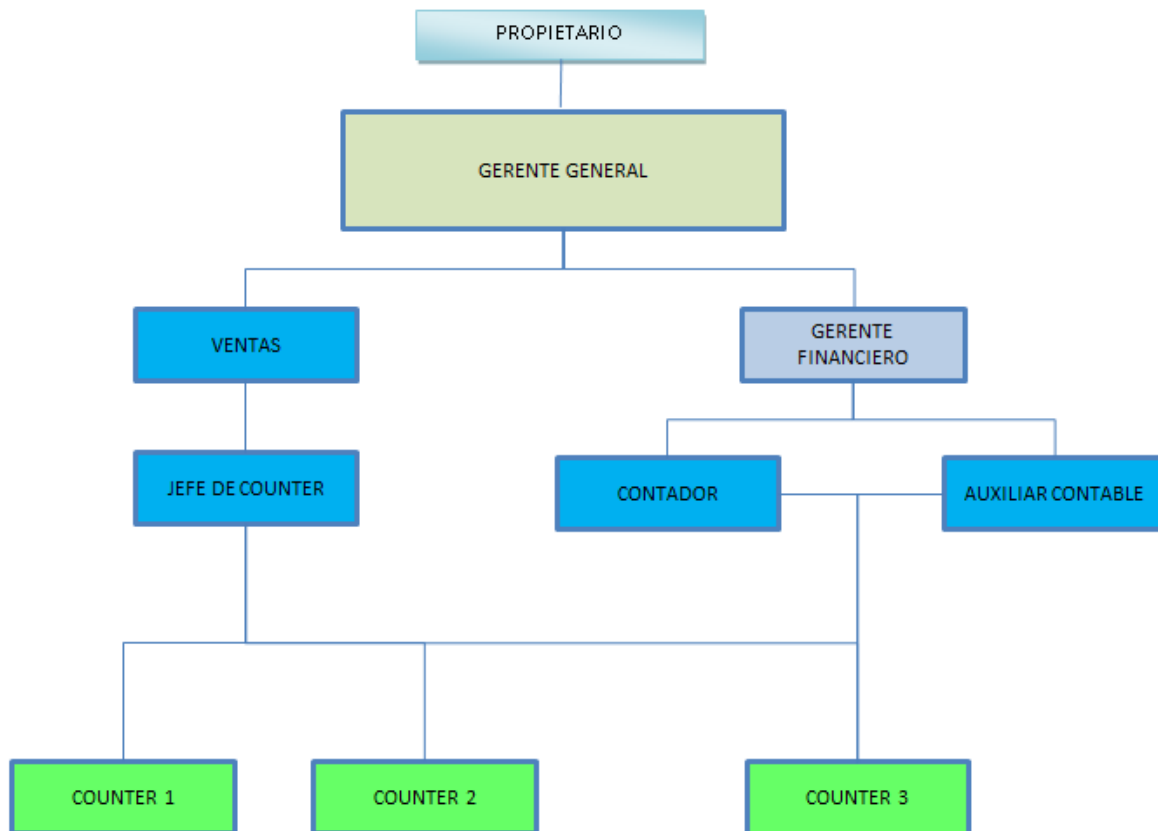 PROPIETARIO
GERENTE GENERAL
VENTAS
GERENTE
FINANCIERO
JEFE DE COUNTER
CONTADOR
AUXILIAR CONTABLE
COUNTER 1
COUNTER 2
COUNTER 3